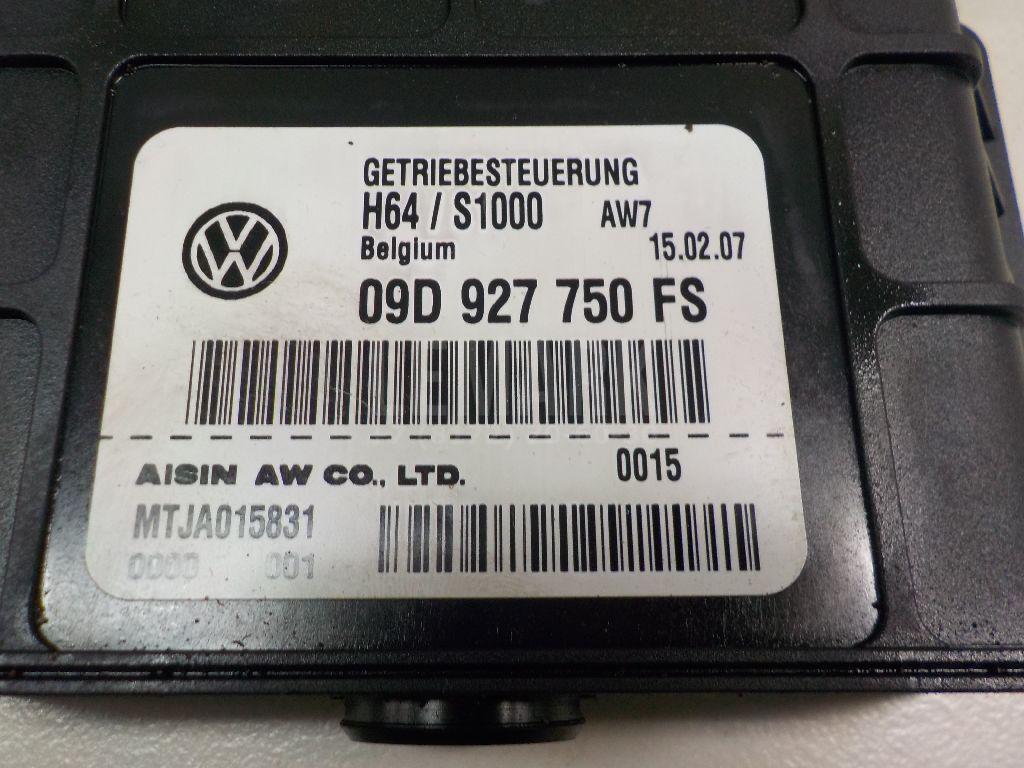 GETRIEBESTEUERUNG
H64 / S1000 AW7
Belgium 15.02.07
09D 927 750 FS
AISIN AW CO., LTD. 0015
MTJA015831
0000 001